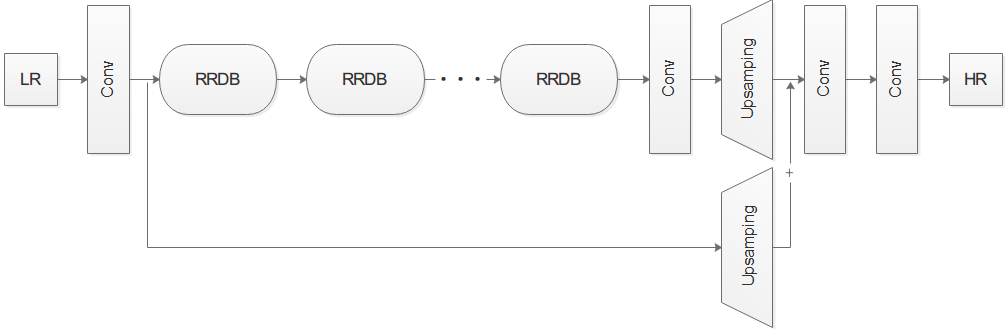 LR
Conv
RRDB
RRDB
• • •
RRDB
Conv
Upsamping
Conv
Conv
HR
+
Upsamping